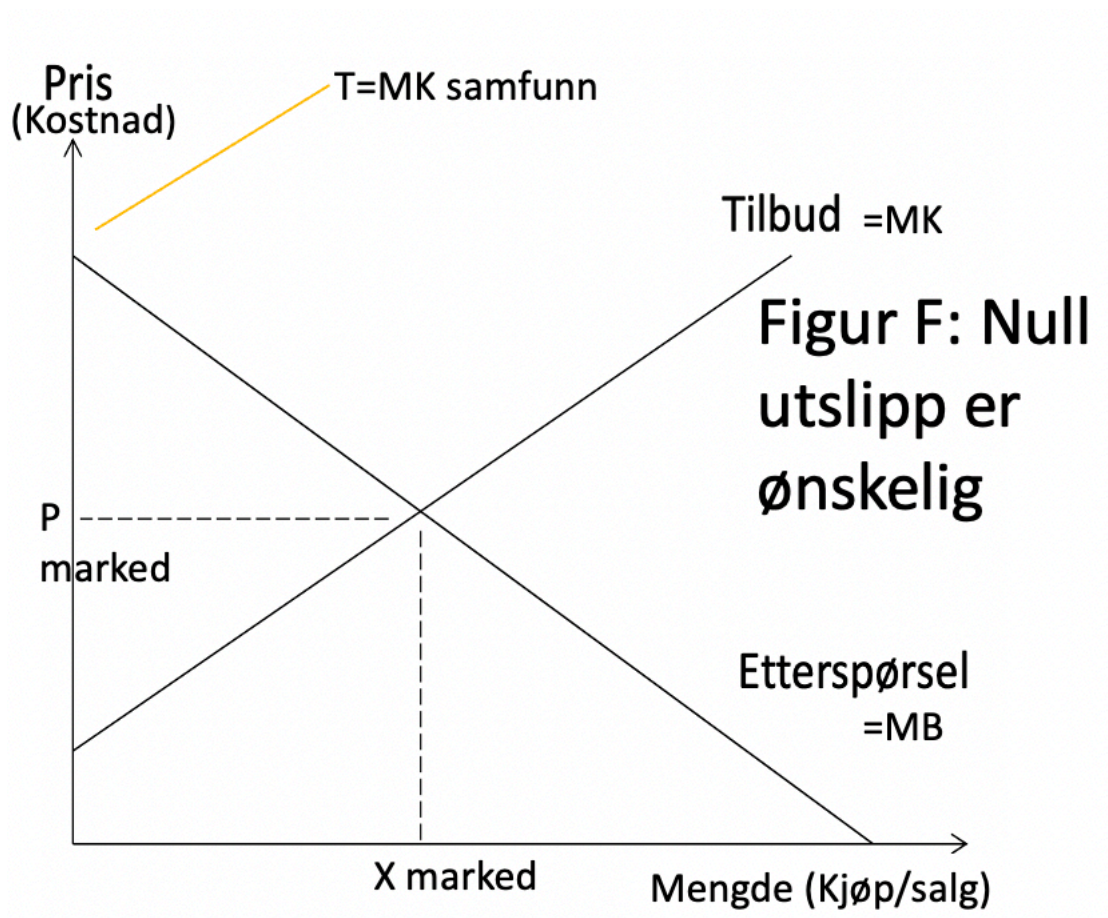 Pris
(Kostnad)
T=MK samfunn
Tilbud =MK
Figur F: Null
utslipp er
ønskelig
P
marked
Etterspørsel
=MB
X marked
Mengde (Kjøp/salg)